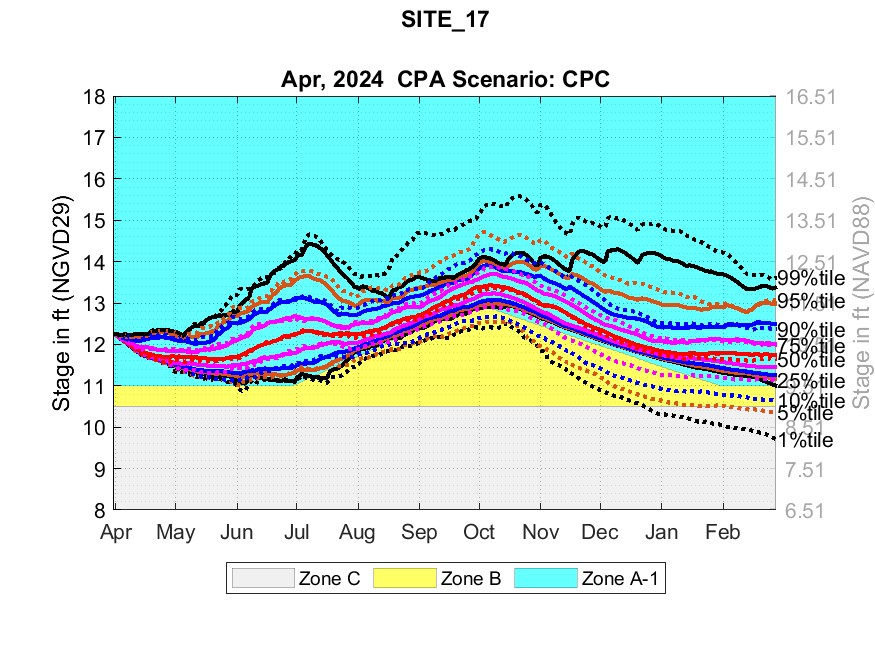 SITE_17
Apr, 2024 CPA Scenario: CPC
Stage in ft (NGVD29)
18
17
16
15
14
13
12
11
10
9
8
16.51
15.51
14.51
13.51
12.51
8.51
7.51
6.51
Stage in ft (NAVD88)
99%tile
95%tile
90%tile
75%tile
50%tile
25%tile
10%tile
5%tile
1%tile
Apr May Jun Jul Aug Sep Oct Nov Dec Jan Feb
Zone C Zone B Zone A-1